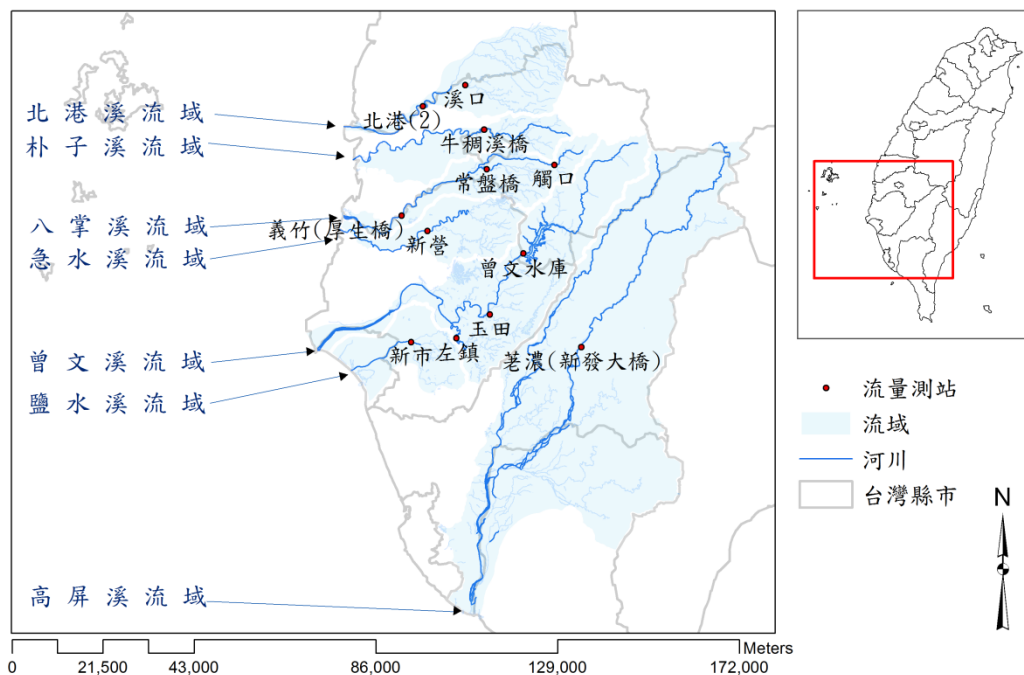 北港溪流域
朴子溪流域
八掌溪流域
急水溪流域
曾文溪流域
鹽水溪流域
高屏溪流域
溪口
北港(2)
牛稠溪橋
常盤橋
觸口
義竹(厚生橋)
新營
曾文水庫
玉田
新市
左鎮
荖濃(新發大橋)
流量測站
流域
河川
台灣縣市
N
Meters
0
21,500
43,000
86,000
129,000
172,000